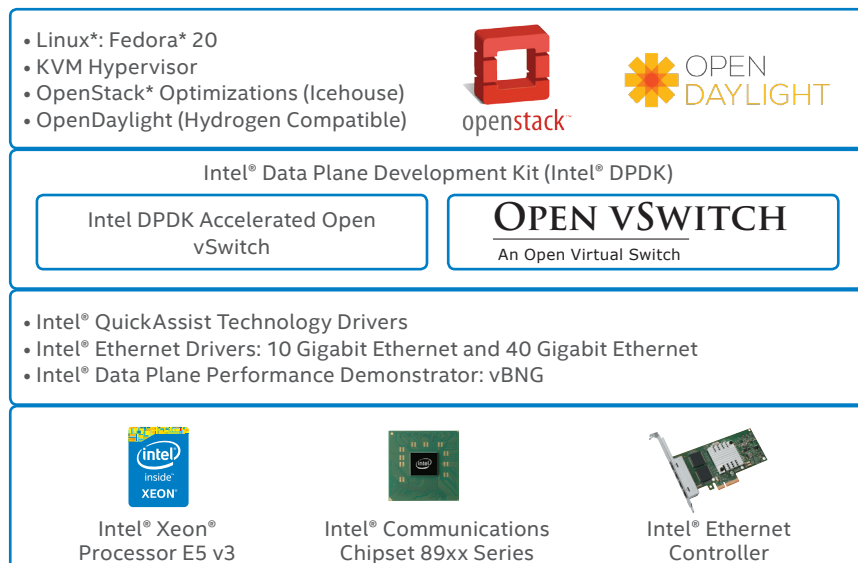 • Linux*: Fedora* 20
• KVM Hypervisor
• OpenStack* Optimizations (Icehouse)
• OpenDaylight (Hydrogen Compatible)
openstack™
OPEN
DAYLIGHT
Intel® Data Plane Development Kit (Intel® DPDK)
Intel DPDK Accelerated Open
vSwitch
OPEN VSWITCH
An Open Virtual Switch
• Intel® QuickAssist Technology Drivers
• Intel® Ethernet Drivers: 10 Gigabit Ethernet and 40 Gigabit Ethernet
• Intel® Data Plane Performance Demonstrator: vBNG
intel
inside™
XEON®
intel
Intel® Xeon®
Processor E5 v3
Intel® Communications
Chipset 89xx Series
Intel® Ethernet
Controller